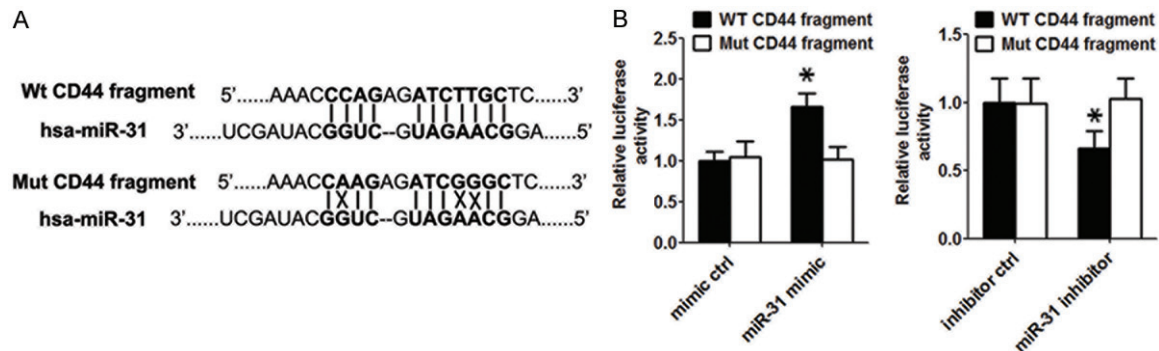 A
Wt CD44 fragment 5'......AAACCCAGAGATCTTGCTC......3'
hsa-miR-31 3'......UCGAUACGGUC--GUAGAACGGA......5'
Mut CD44 fragment 5'......AAACCAAGAGATCGGGCTC......3'
X XX
hsa-miR-31 3'......UCGAUACGGUC--GUAGAACGGA......5'
B
WT CD44 fragment
Mut CD44 fragment
Relative luciferase
activity
2.5
2.0
1.5
1.0
0.5
0.0
*
mimic ctrl
miR-31 mimic
WT CD44 fragment
Mut CD44 fragment
Relative luciferase
activity
1.5
1.0
0.5
0.0
*
inhibitor ctrl
miR-31 inhibitor